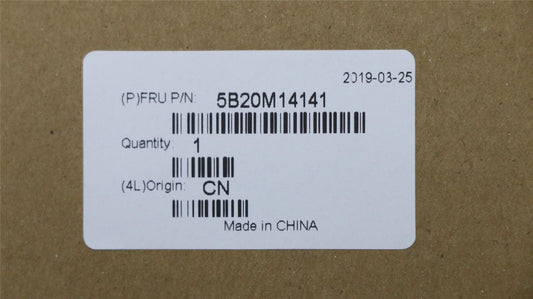 2019-03-25
(P)FRU P/N: 5B20M14141
Quantity: 1
(4L)Origin: CN
Made in CHINA